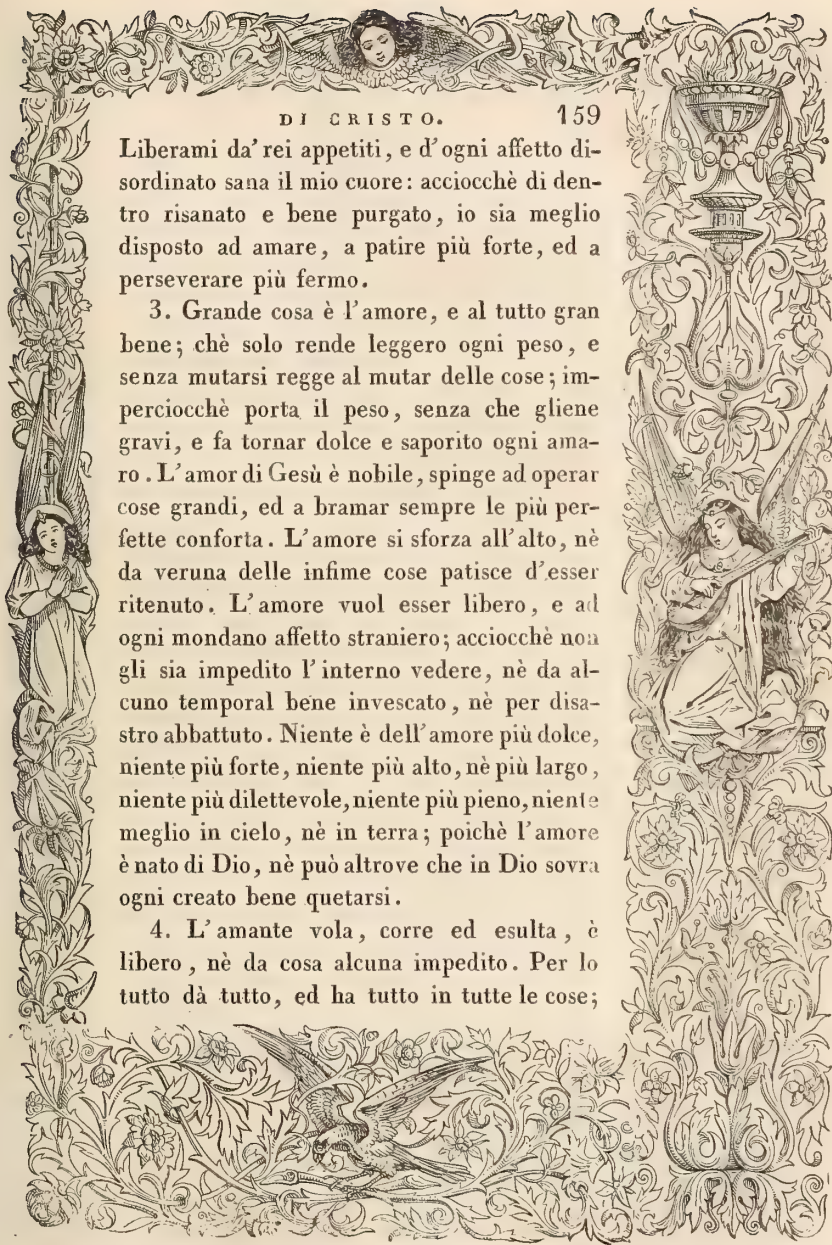 DI CRISTO. 159
Liberami da' rei appetiti, e d'ogni affetto di-
sordinato sana il mio cuore: acciocchè di den-
tro risanato e bene purgato, io sia meglio
disposto ad amare, a patire più forte, ed a
perseverare più fermo.
3. Grande cosa è l'amore, e al tutto gran
bene; chè solo rende leggero ogni peso, e
senza mutarsi regge al mutar delle cose; im-
perciocchè porta il peso, senza che gliene
gravi, e fa tornar dolce e saporito ogni ama-
ro. L'amor di Gesù è nobile, spinge ad operar
cose grandi, ed a bramar sempre le più per-
fette conforta. L'amore si sforza all'alto, nè
da veruna delle infime cose patisce d'esser
ritenuto. L'amore vuol esser libero, e ad
ogni mondano affetto straniero; acciocchè non
gli sia impedito l'interno vedere, nè da al-
cuno temporal bene invescato, nè per disa-
stro abbattuto. Niente è dell'amore più dolce,
niente più forte, niente più alto, nè più largo,
niente più dilettevole, niente più pieno, niente
meglio in cielo, nè in terra; poichè l'amore
è nato di Dio, nè può altrove che in Dio sovra
ogni creato bene quetarsi.
4. L'amante vola, corre ed esulta, è
libero, nè da cosa alcuna impedito. Per lo
tutto dà tutto, ed ha tutto in tutte le cose;